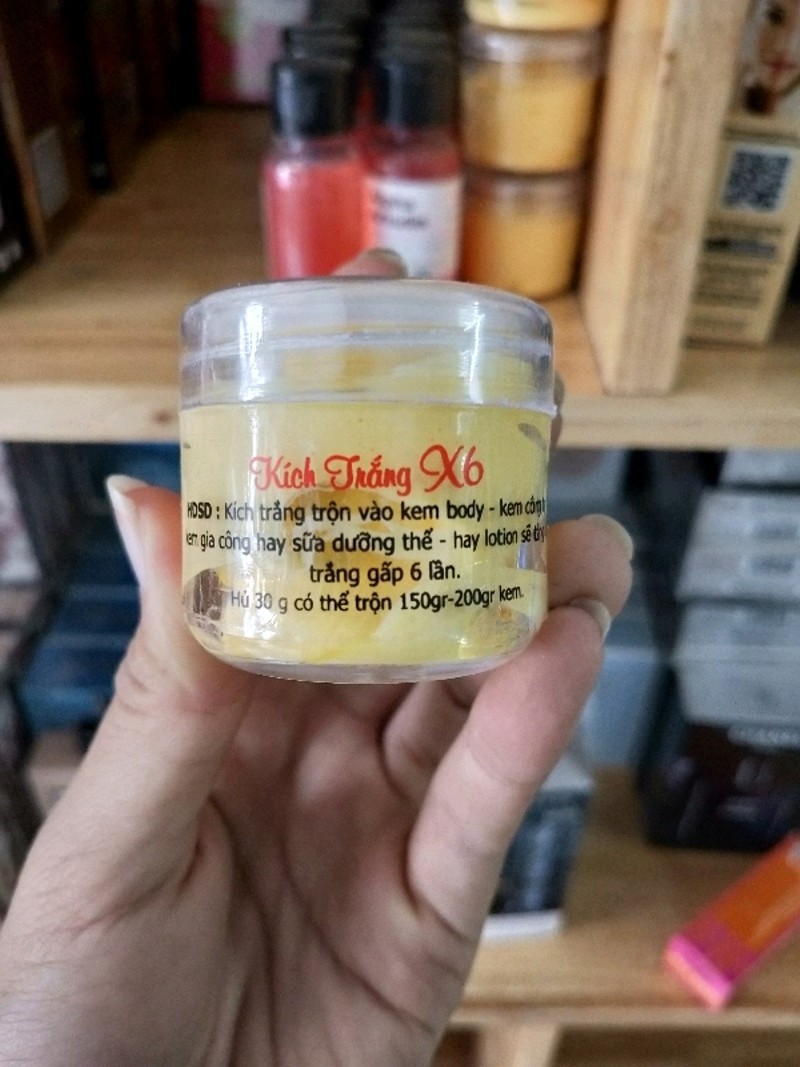 Kích Trắng X6
HDSD : Kích trắng trộn vào kem body - kem công
kem gia công hay sữa dưỡng thể - hay lotion sẽ
trắng gấp 6 lần.
Hủ 30 g có thể trộn 150gr-200gr kem.